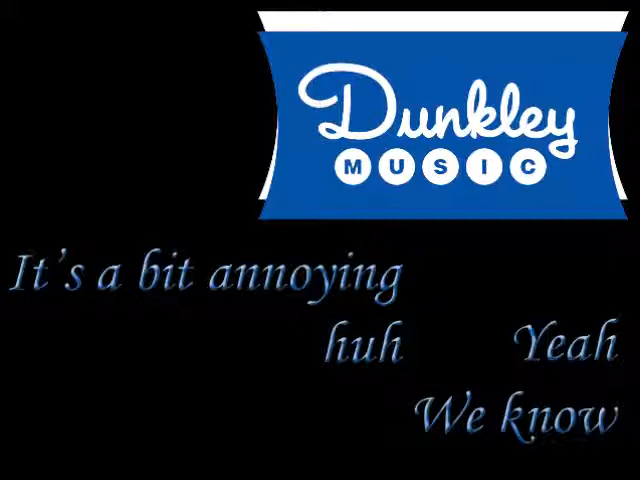 Dunkley
MUSIC
It's a bit annoying
huh
Yeah
We know